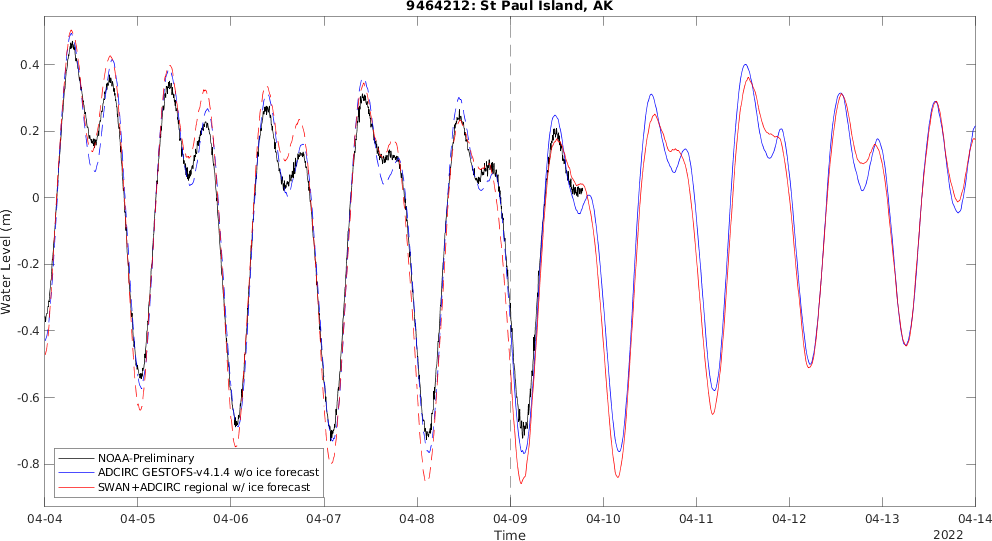 9464212: St Paul Island, AK
0.4
0.2
0
-0.2
-0.4
-0.6
-0.8
Water Level (m)
NOAA-Preliminary
ADCIRC GESTOFS-v4.1.4 w/o ice forecast
SWAN+ADCIRC regional w/ ice forecast
04-04 04-05 04-06 04-07 04-08 04-09 04-10 04-11 04-12 04-13 04-14
Time
2022